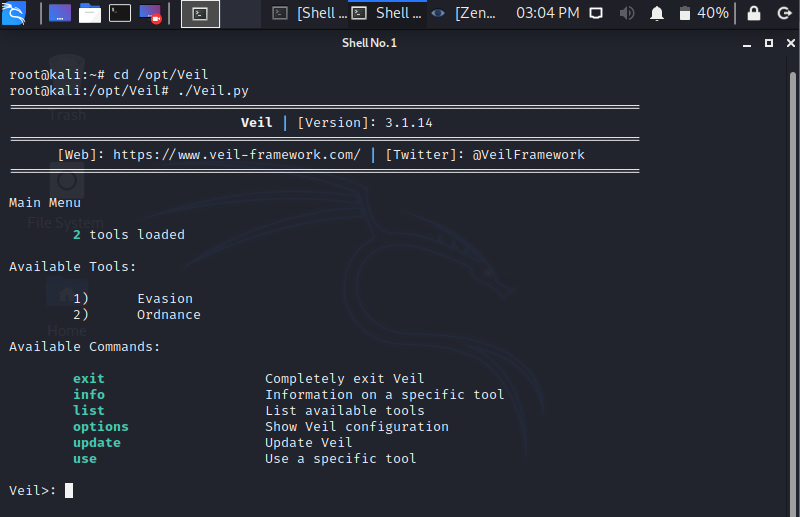 [Shell ...
Shell ...
[Zen...
03:04 PM
40%
Shell No.1
root@kali:~# cd /opt/Veil
root@kali:/opt/Veil# ./Veil.py
===============================================================================
Veil | [Version]: 3.1.14
===============================================================================
[Web]: https://www.veil-framework.com/ | [Twitter]: @VeilFramework
===============================================================================
Trash
Main Menu
File System
2 tools loaded
Available Tools:
1) Evasion
2) Ordnance
Home
Available Commands:
exit Completely exit Veil
info Information on a specific tool
list List available tools
options Show Veil configuration
update Update Veil
use Use a specific tool
Veil>: